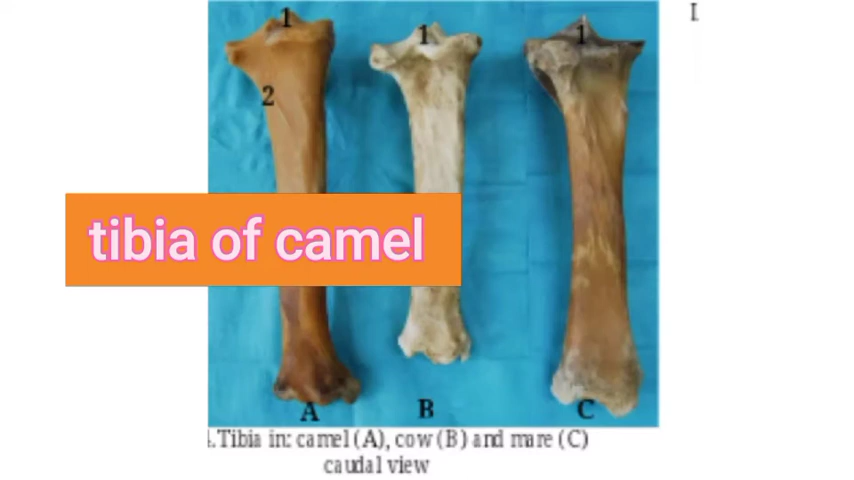 1
1
1
2
tibia of camel
A
B
C
.Tibia in: camel (A), cow (B) and mare (C)
caudal view